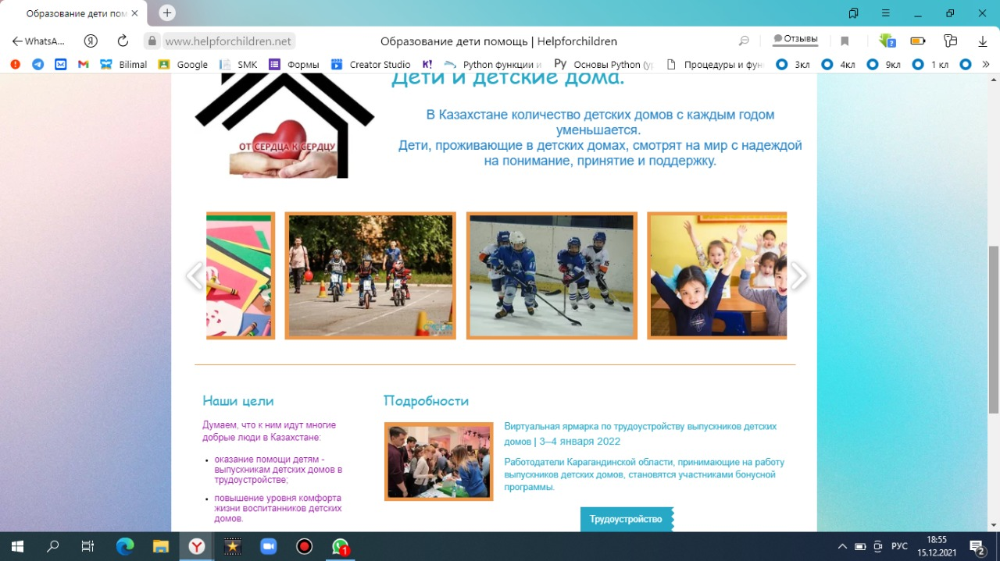 Образование дети пом
WhatsA...
www.helpforchildren.net
Образование дети помощь | Helpforchildren
Отзывы
Bilimal
Google
SMK
Формы
Creator Studio
K!
Python функции и
Py
Основы Python (у
Процедуры и фун
3кл
4кл
9кл
1 кл
»
Дети и детские дома.
ОТ СЕРДЦА К СЕРДЦУ
В Казахстане количество детских домов с каждым годом
уменьшается.
Дети, проживающие в детских домах, смотрят на мир с надеждой
на понимание, принятие и поддержку.
Наши цели
Думаем, что к ним идут многие
добрые люди в Казахстане:
оказание помощи детям -
выпускникам детских домов в
трудоустройстве;
повышение уровня комфорта
жизни воспитанников детских
домов.
Подробности
Виртуальная ярмарка по трудоустройству выпускников детских
домов | 3–4 января 2022
Работодатели Карагандинской области, принимающие на работу
выпускников детских домов, становятся участниками бонусной
программы.
Трудоустройство
1
РУС
18:55
15.12.2021
2